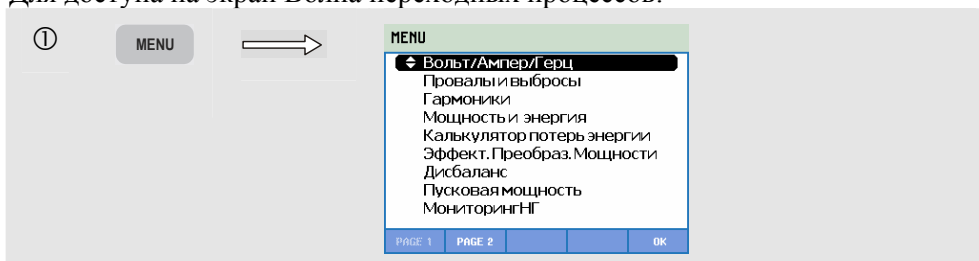 Для доступа на экран Волна переходных процессов:
① MENU
MENU
Вольт/Ампер/Герц
Провалы и выбросы
Гармоники
Мощность и энергия
Калькулятор потерь энергии
Эффект. Преобраз. Мощности
Дисбаланс
Пусковая мощность
МониторингНГ
PAGE 1 PAGE 2 OK